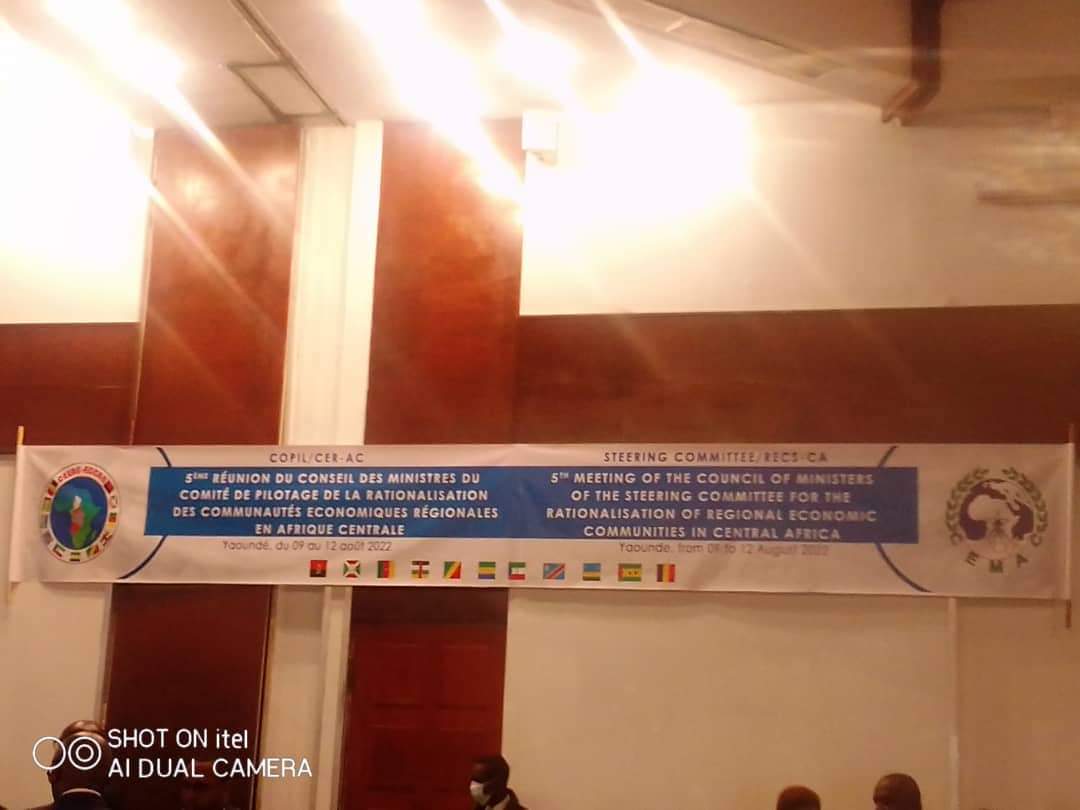 COPIL/CER-AC
5ÈME RÉUNION DU CONSEIL DES MINISTRES DU
COMITÉ DE PILOTAGE DE LA RATIONALISATION
DES COMMUNAUTÉS ECONOMIQUES RÉGIONALES
EN AFRIQUE CENTRALE
Yaoundé, du 09 au 12 août 2022
STEERING COMMITTEE/RECS-CA
5TH MEETING OF THE COUNCIL OF MINISTERS
OF THE STEERING COMMITTEE FOR THE
RATIONALISATION OF REGIONAL ECONOMIC
COMMUNITIES IN CENTRAL AFRICA
Yaounde, from 09 to 12 August 2022
CEEAC-ECCAS
CEMAC
SHOT ON itel
AI DUAL CAMERA